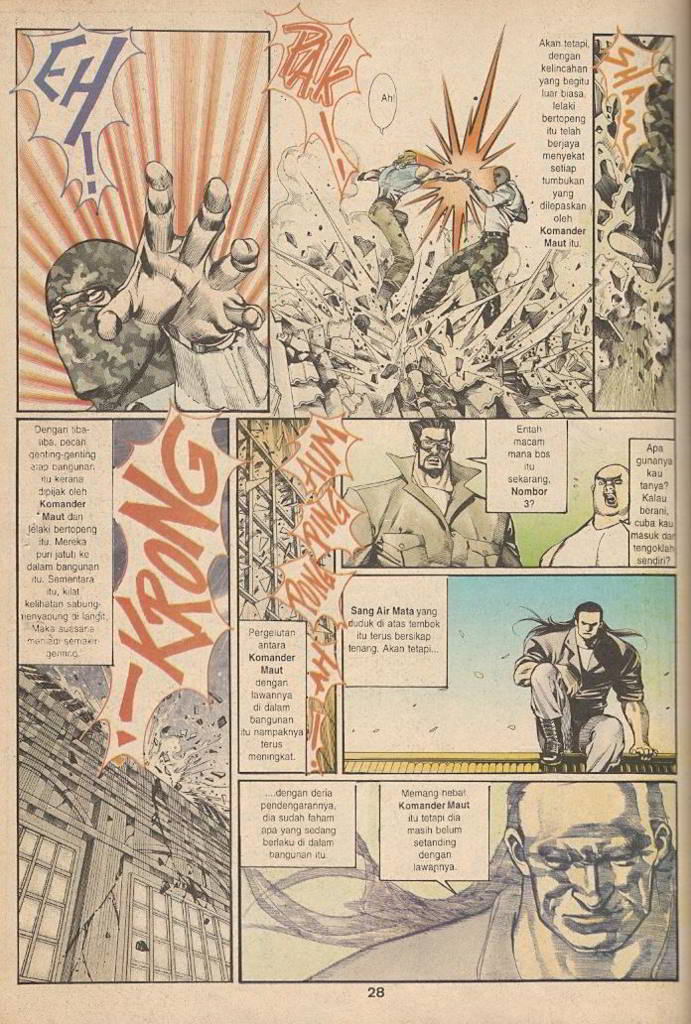 EH!
PAK!!
Ah!
Akan tetapi,
dengan
kelincahan
yang begitu
luar biasa,
lelaki
bertopeng
itu telah
berjaya
menyekat
setiap
tumbukan
yang
dilepaskan
oleh
Komander
Maut itu.
SHAM
Dengan tiba-
tiba, pecah
genting-genting
atap bangunan
itu kerana
dipijak oleh
Komander
Maut dan
lelaki bertopeng
itu. Mereka
pun jatuh ke
dalam bangunan
itu. Sementara
itu, kilat
kelihatan sabung-
menyabung di langit.
Maka suasana
menjadi semakin
genting.
KRONG
Pergelutan
antara
Komander
Maut
dengan
lawannya
di dalam
bangunan
itu nampaknya
terus
meningkat.
AH!
Entah
macam
mana bos
itu
sekarang,
Nombor
3?
Apa
gunanya
kau
tanya?
Kalau
berani,
cuba kau
masuk dan
tengoklah
sendiri?
Sang Air Mata yang
duduk di atas tembok
itu terus bersikap
tenang. Akan tetapi...
....dengan deria
pendengarannya,
dia sudah faham
apa yang sedang
berlaku di dalam
bangunan itu
Memang hebat
Komander Maut
itu tetapi dia
masih belum
setanding
dengan
lawannya.
28